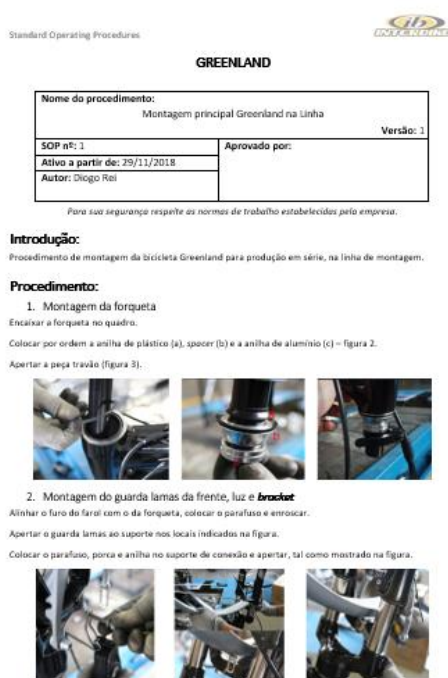 Standard Operating Procedures
INTERBIKE
GREENLAND
Nome do procedimento:
Montagem principal Greenland na Linha
Versão: 1
SOP nº: 1
Aprovado por:
Ativo a partir de: 29/11/2018
Autor: Diogo Rei
Para sua segurança respeite as normas de trabalho estabelecidas pela empresa.
Introdução:
Procedimento de montagem da bicicleta Greenland para produção em série, na linha de montagem.
Procedimento:
1. Montagem da forqueta
Encaixar a forqueta no quadro.
Colocar por ordem a anilha de plástico (a), spacer (b) e a anilha de alumínio (c) – figura 2.
Apertar a peça travão (figura 3).
2. Montagem do guarda lamas da frente, luz e bracket
Alinhar o furo do farol com o da forqueta, colocar o parafuso e enroscar.
Apertar o guarda lamas ao suporte nos locais indicados na figura.
Colocar o parafuso, porca e anilha no suporte de conexão e apertar, tal como mostrado na figura.